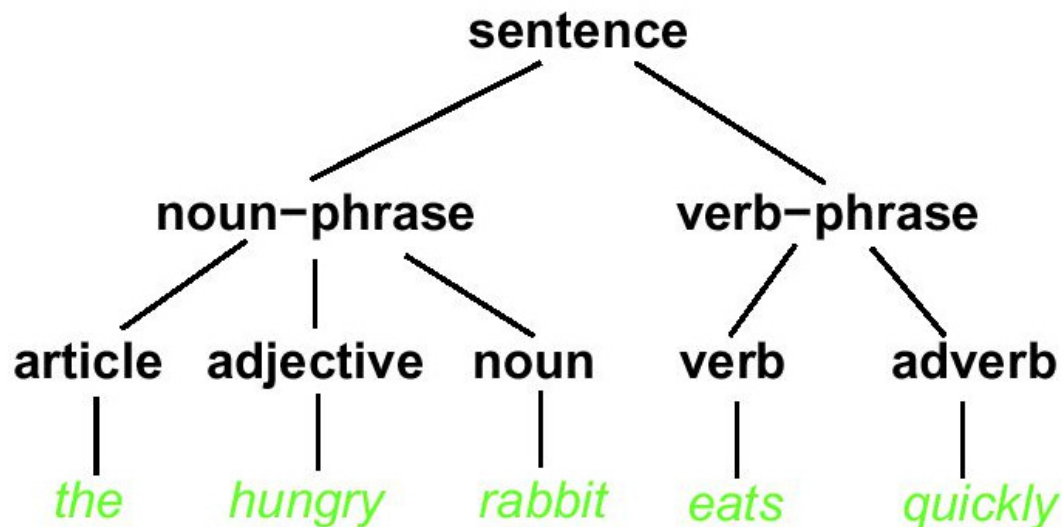 sentence
noun−phrase verb−phrase
article adjective noun verb adverb
the hungry rabbit eats quickly